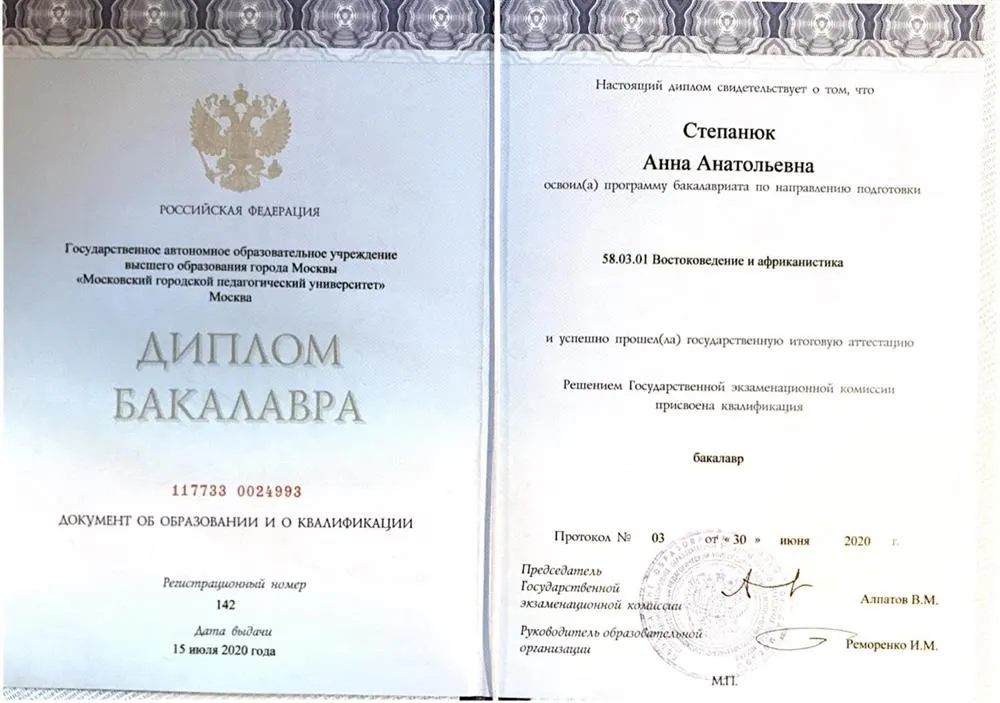 РОССИЙСКАЯ ФЕДЕРАЦИЯ
Государственное автономное образовательное учреждение
высшего образования города Москвы
«Московский городской педагогический университет»
Москва
ДИПЛОМ
БАКАЛАВРА
117733 0024993
ДОКУМЕНТ ОБ ОБРАЗОВАНИИ И О КВАЛИФИКАЦИИ
Регистрационный номер
142
Дата выдачи
15 июля 2020 года
Настоящий диплом свидетельствует о том, что
Степанюк
Анна Анатольевна
освоил(а) программу бакалавриата по направлению подготовки
58.03.01 Востоковедение и африканистика
и успешно прошел(ла) государственную итоговую аттестацию
Решением Государственной экзаменационной комиссии
присвоена квалификация
бакалавр
Протокол № 03 от « 30 » июня 2020 г.
Председатель
Государственной
экзаменационной комиссии
Алпатов В.М.
Руководитель образовательной
организации
Реморенко И.М.
М.П.